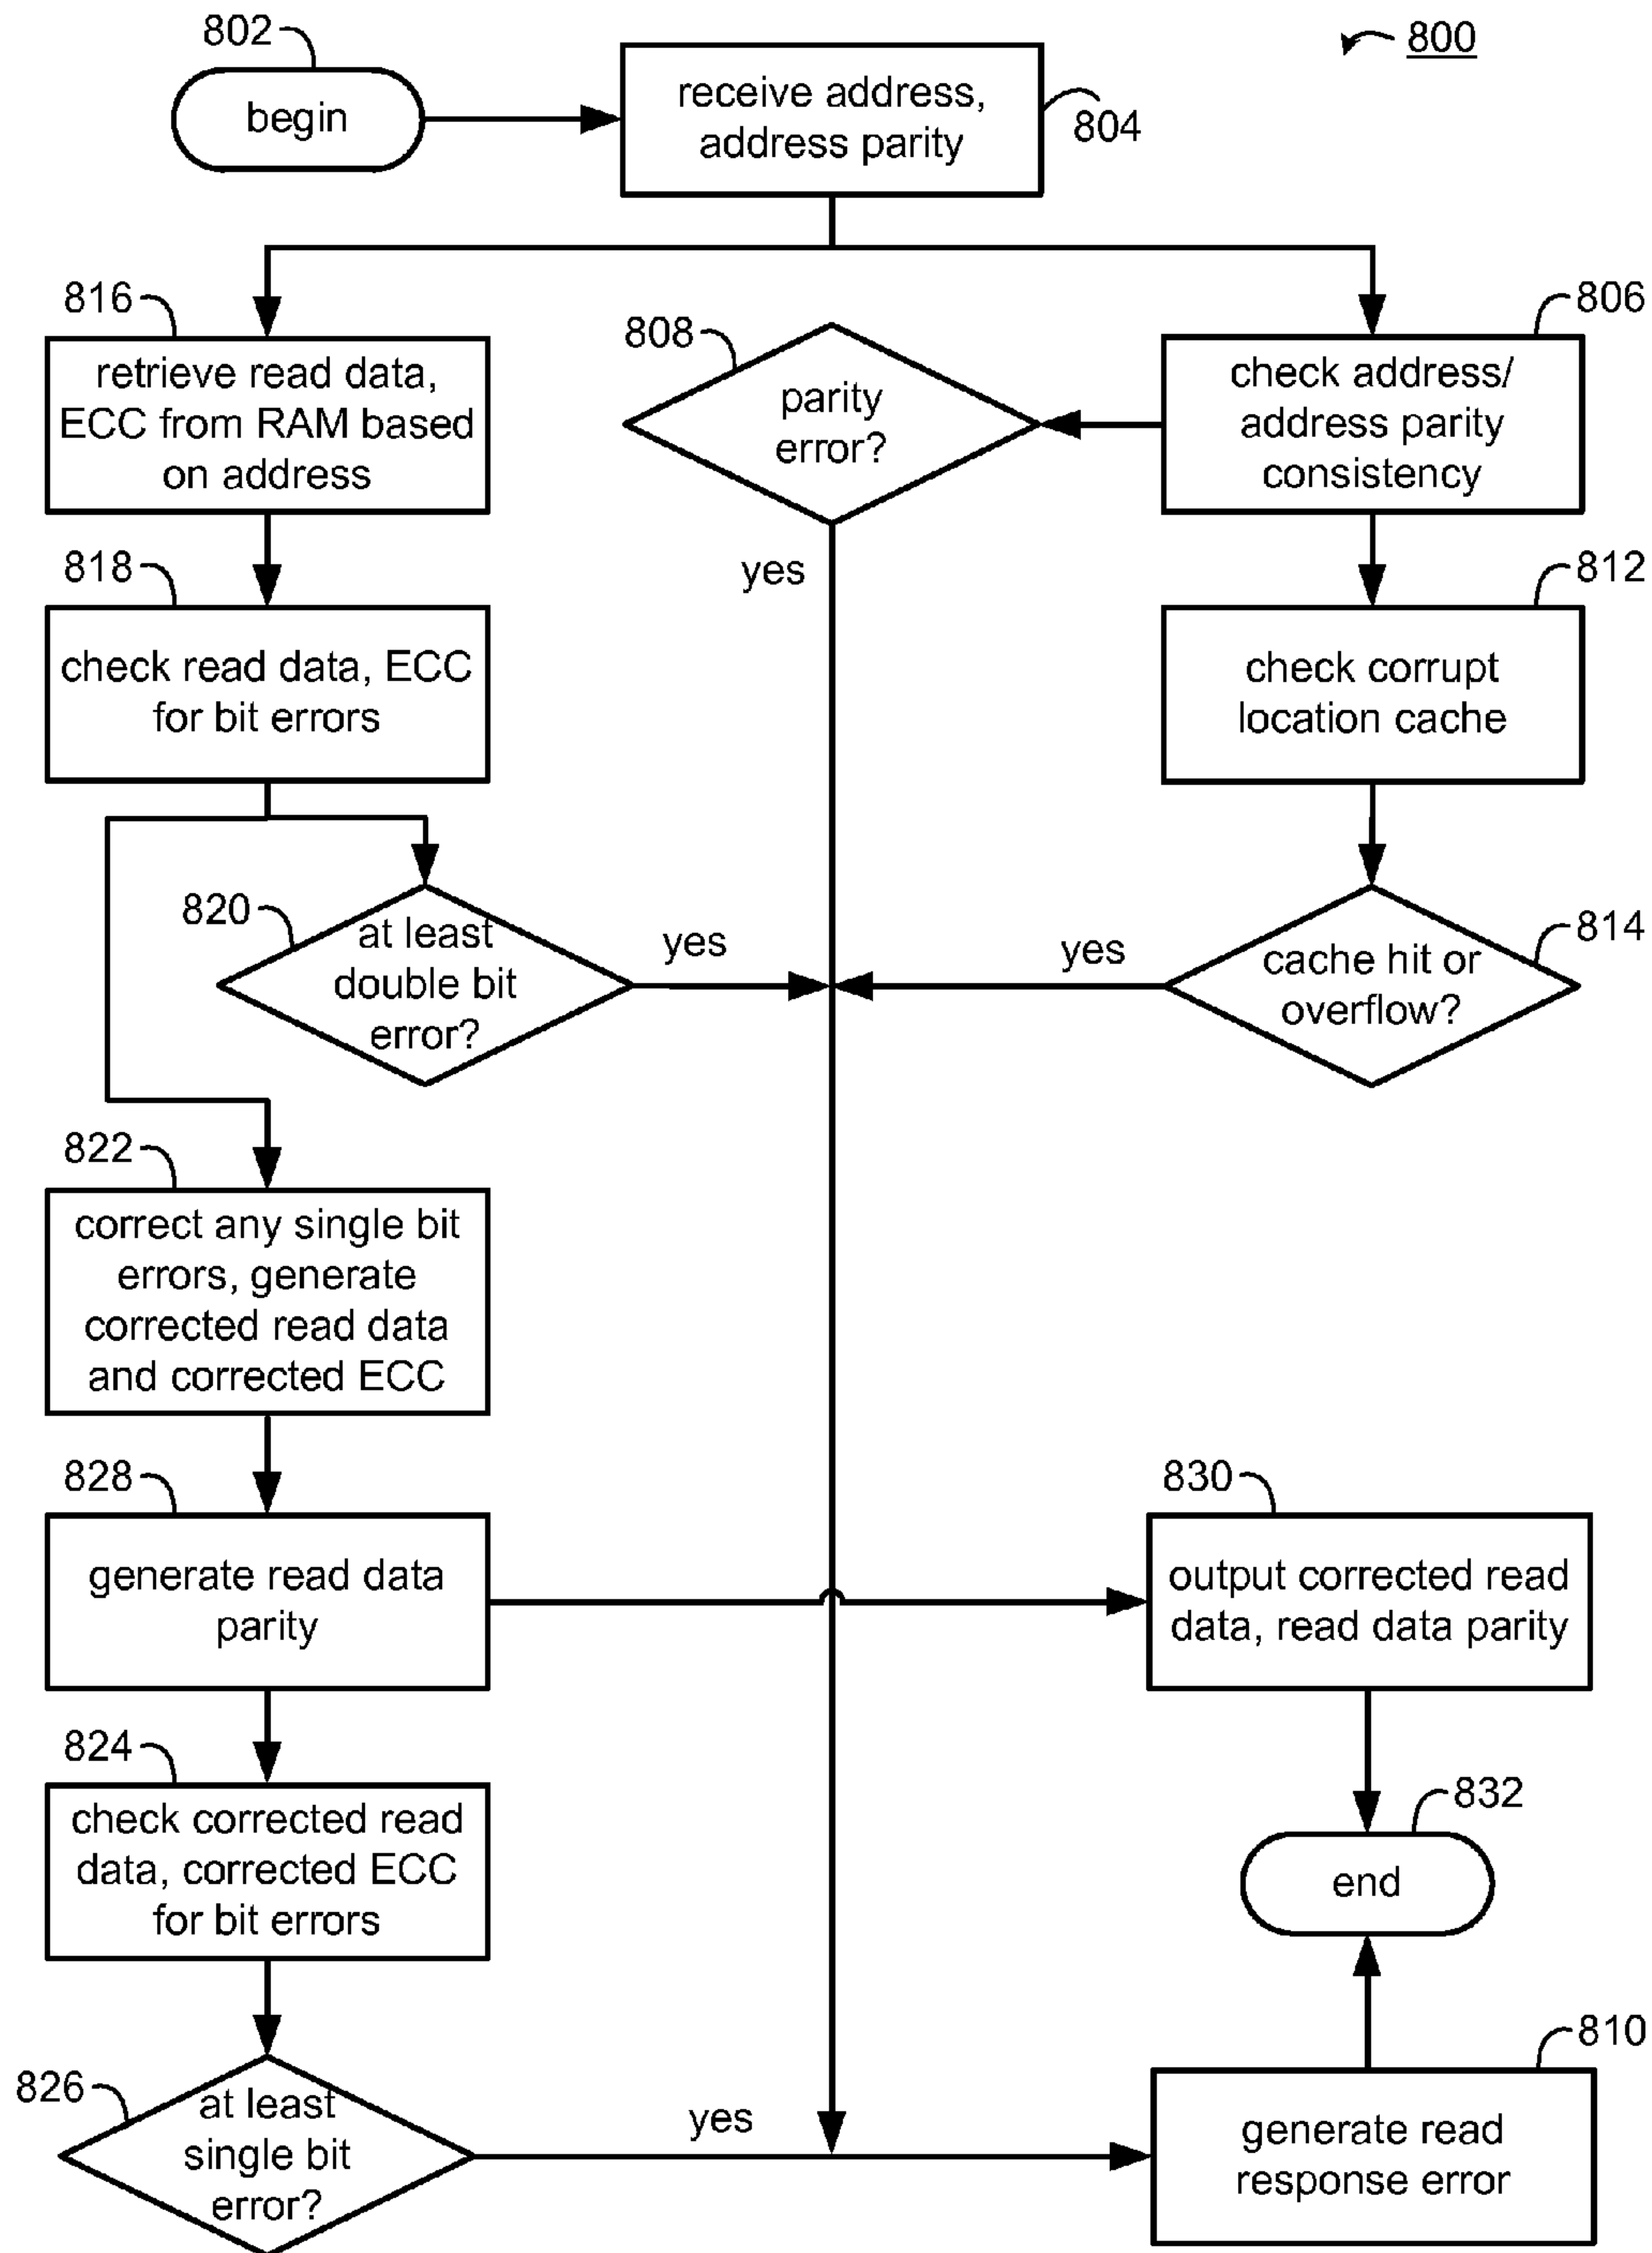 802
800
begin
receive address,
address parity
804
816
808
806
retrieve read data,
ECC from RAM based
on address
parity
error?
check address/
address parity
consistency
818
yes
812
check read data, ECC
for bit errors
check corrupt
location cache
820
at least
double bit
error?
yes
yes
cache hit or
overflow?
814
822
correct any single bit
errors, generate
corrected read data
and corrected ECC
828
830
generate read data
parity
output corrected read
data, read data parity
824
832
check corrected read
data, corrected ECC
for bit errors
end
810
826
at least
single bit
error?
yes
generate read
response error